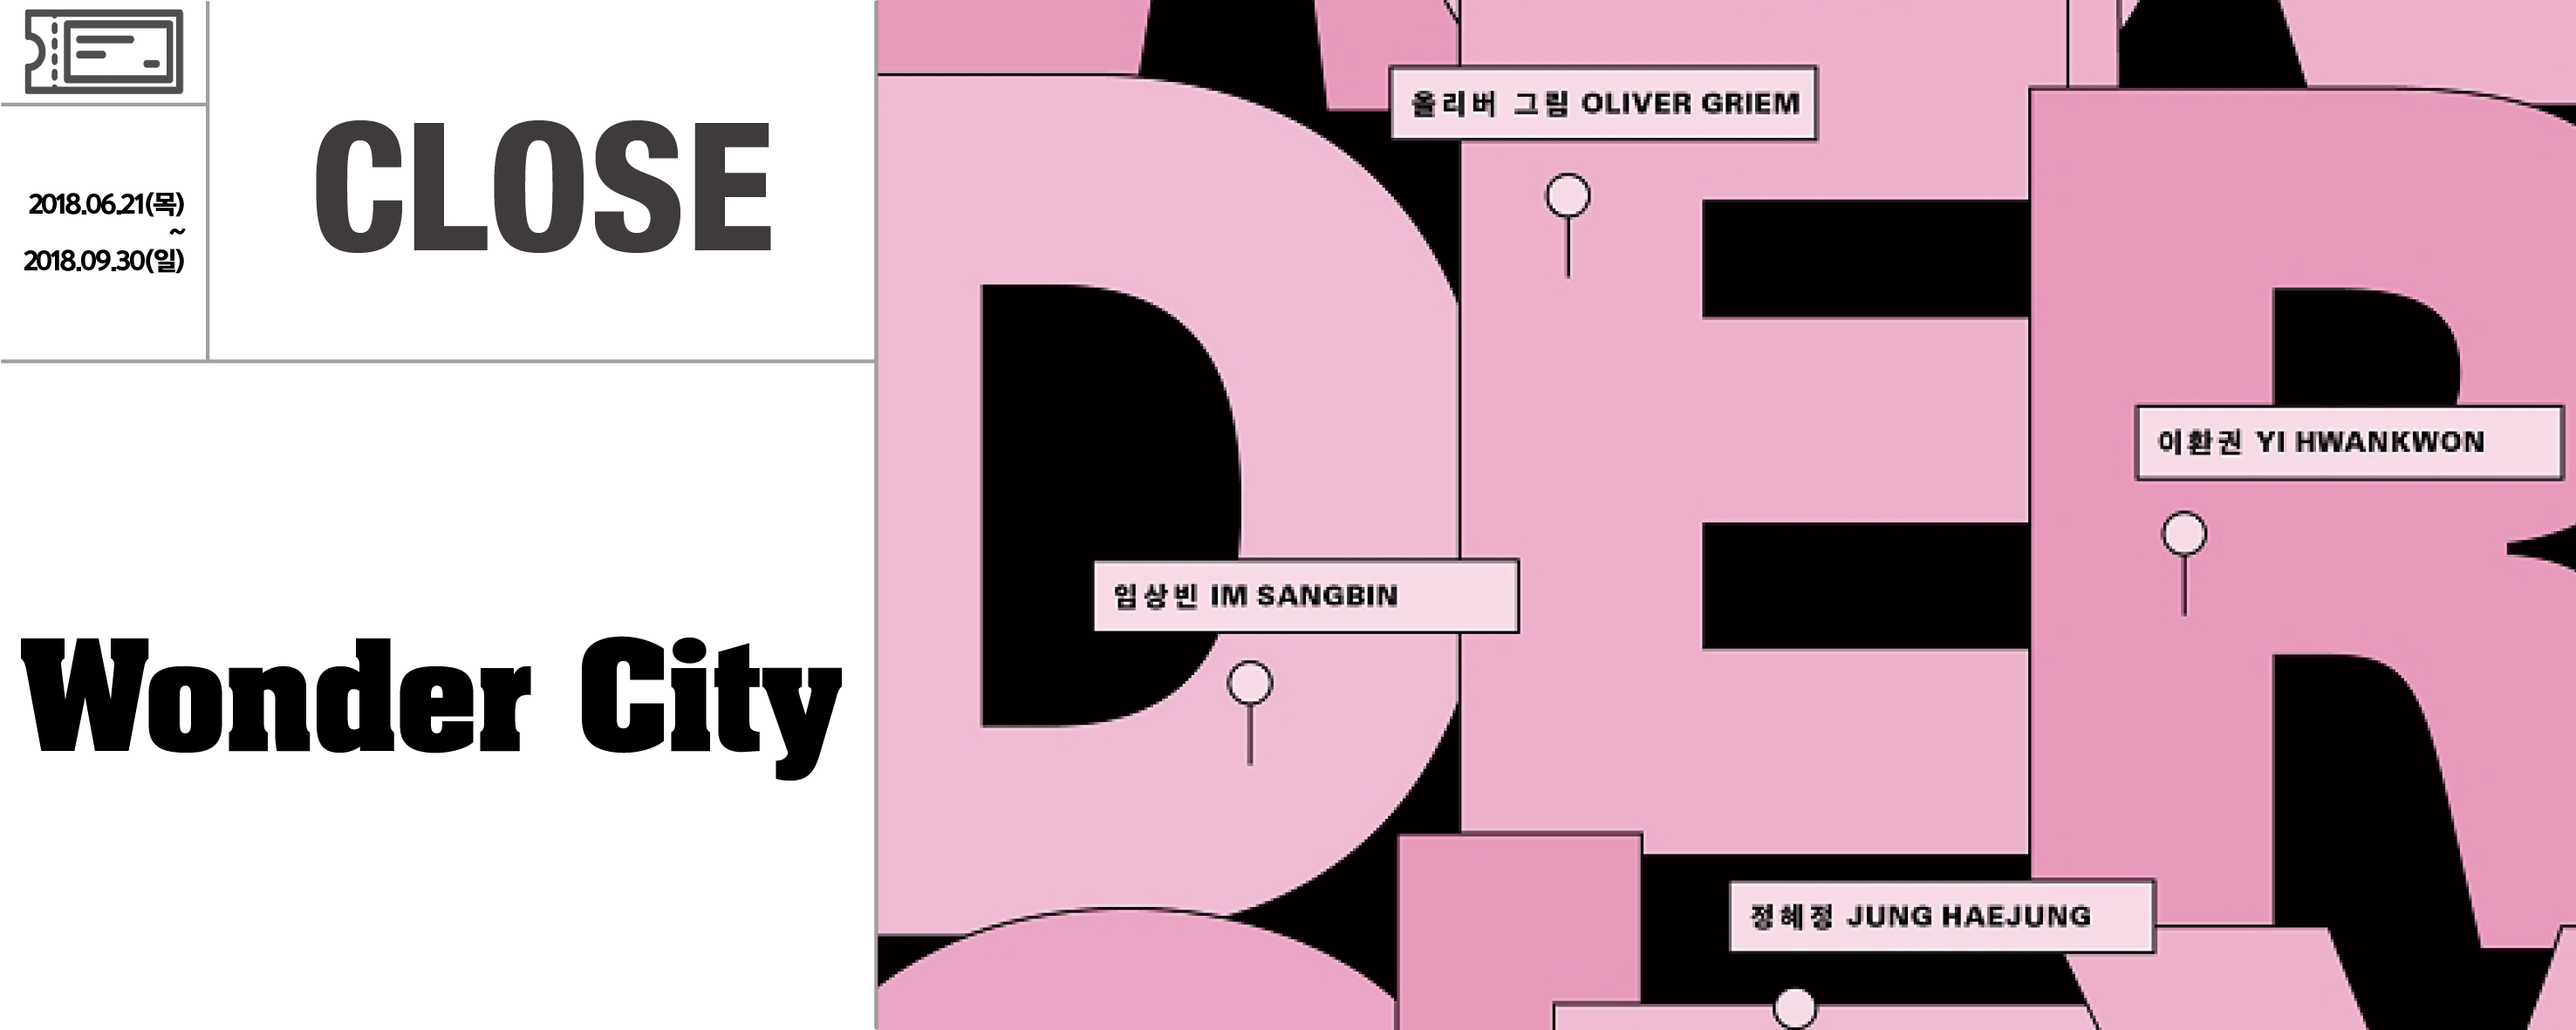 2018.06.21(목)
~
2018.09.30(일)
CLOSE
Wonder City
DER
올리버 그림 OLIVER GRIEM
이환권 YI HWANKWON
임상빈 IM SANGBIN
정혜정 JUNG HAEJUNG